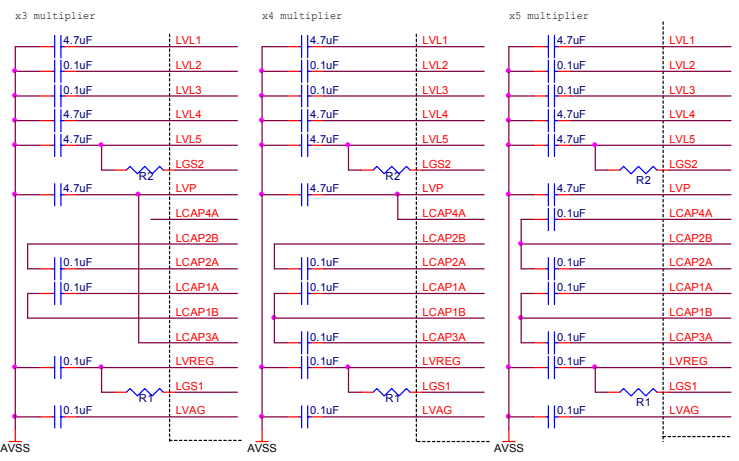 x3 multiplier
4.7uF LVL1
0.1uF LVL2
0.1uF LVL3
4.7uF LVL4
4.7uF LVL5
R2 LGS2
4.7uF LVP
LCAP4A
LCAP2B
0.1uF LCAP2A
0.1uF LCAP1A
LCAP1B
LCAP3A
0.1uF LVREG
R1 LGS1
0.1uF LVAG
AVSS
x4 multiplier
4.7uF LVL1
0.1uF LVL2
0.1uF LVL3
4.7uF LVL4
4.7uF LVL5
R2 LGS2
4.7uF LVP
LCAP4A
LCAP2B
0.1uF LCAP2A
0.1uF LCAP1A
LCAP1B
0.1uF LCAP3A
0.1uF LVREG
R1 LGS1
0.1uF LVAG
AVSS
x5 multiplier
4.7uF LVL1
0.1uF LVL2
0.1uF LVL3
4.7uF LVL4
4.7uF LVL5
R2 LGS2
4.7uF LVP
0.1uF LCAP4A
LCAP2B
0.1uF LCAP2A
0.1uF LCAP1A
LCAP1B
0.1uF LCAP3A
0.1uF LVREG
R1 LGS1
0.1uF LVAG
AVSS